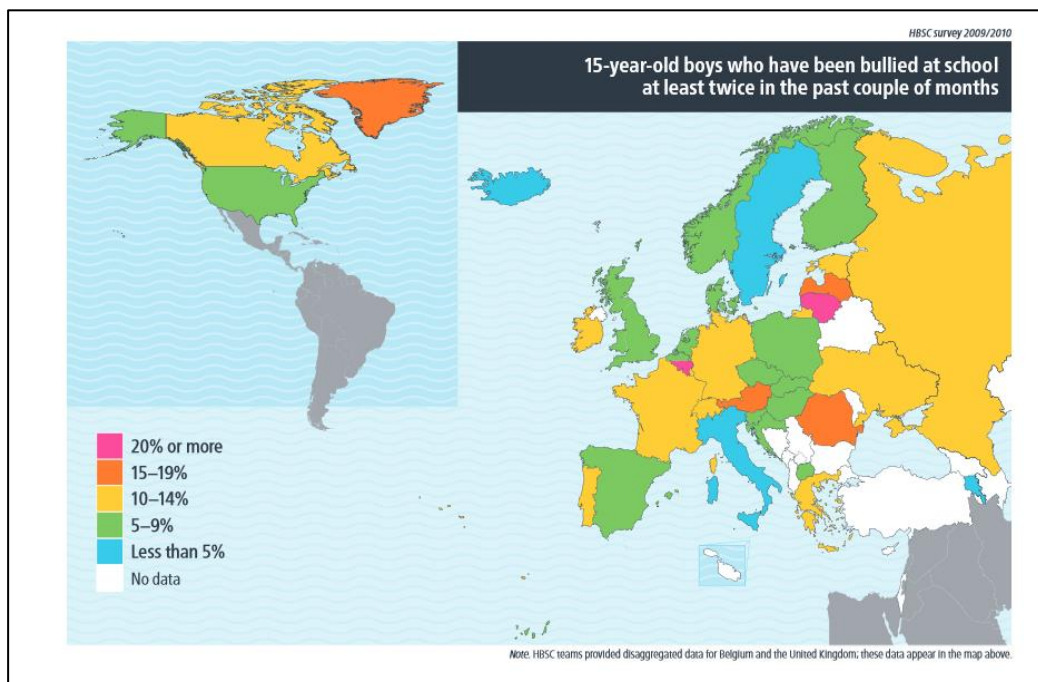 HBSC survey 2009/2010
15-year-old boys who have been bullied at school
at least twice in the past couple of months
20% or more
15–19%
10–14%
5–9%
Less than 5%
No data
Note. HBSC teams provided disaggregated data for Belgium and the United Kingdom; these data appear in the map above.